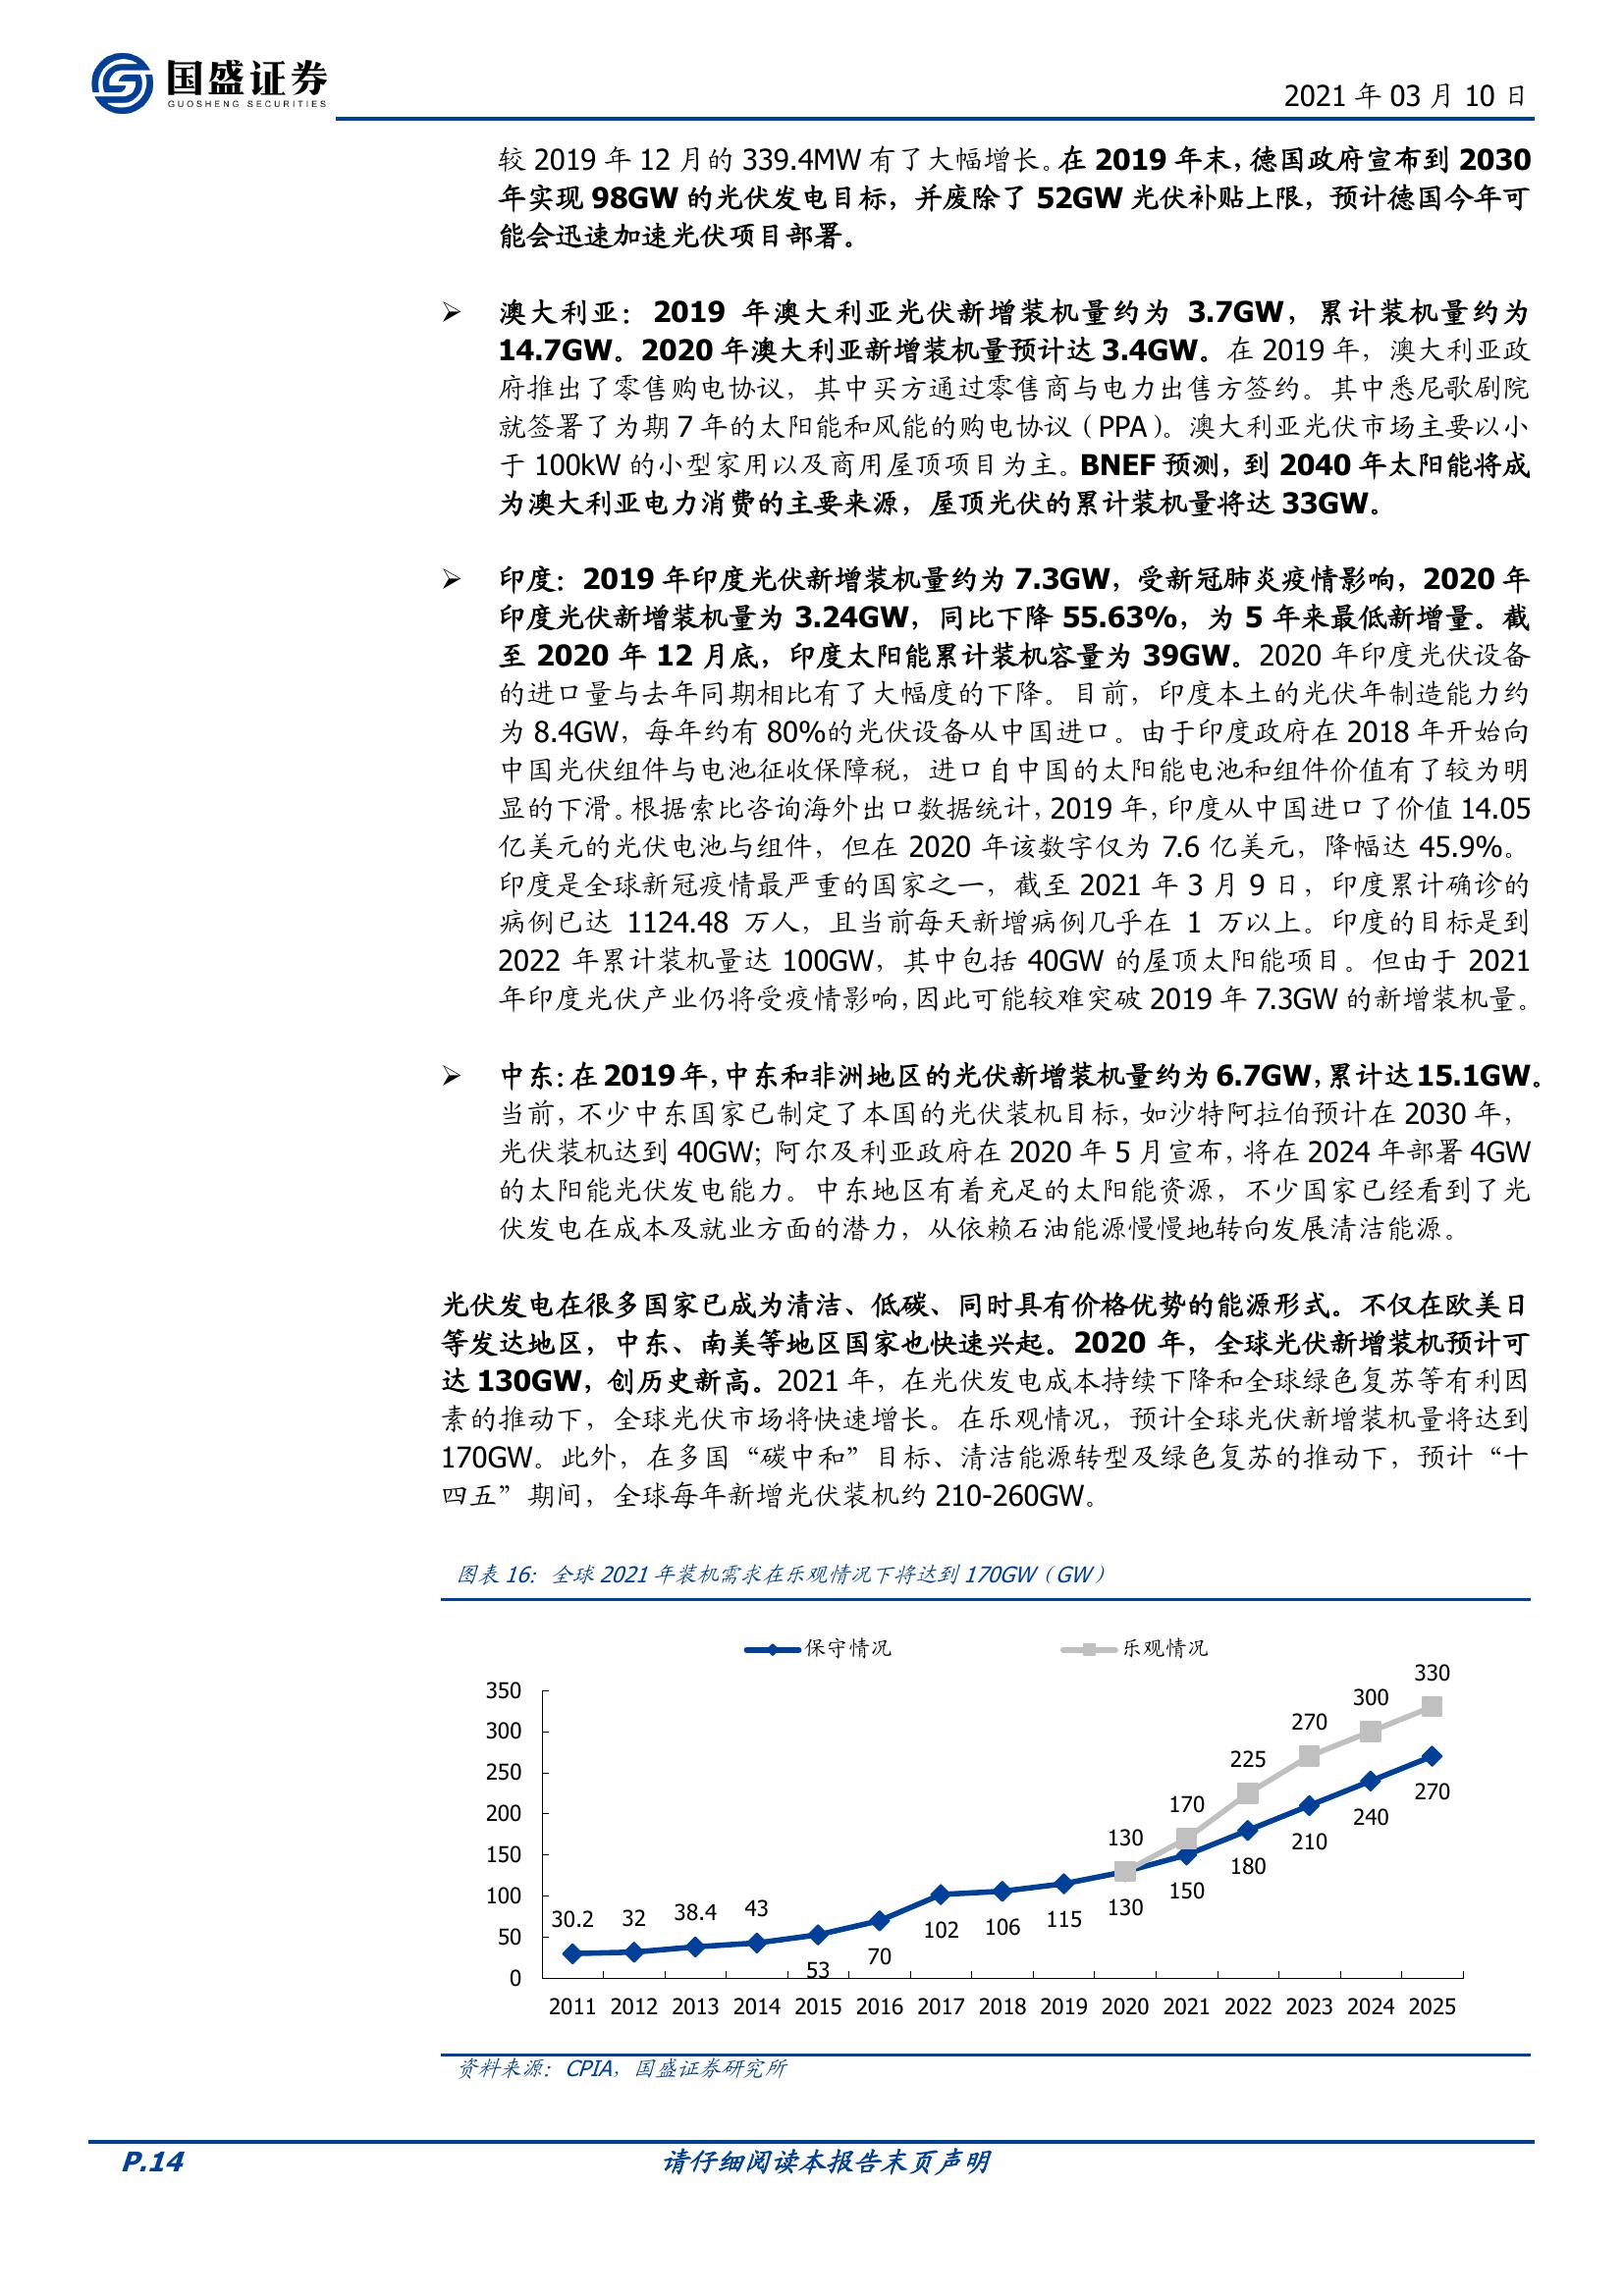 国盛证券
GUOSHENG SECURITIES
2021 年 03 月 10 日
较 2019 年 12 月的 339.4MW 有了大幅增长。在 2019 年末，德国政府宣布到 2030
年实现 98GW 的光伏发电目标，并废除了 52GW 光伏补贴上限，预计德国今年可
能会迅速加速光伏项目部署。
➢ 澳大利亚：2019 年澳大利亚光伏新增装机量约为 3.7GW，累计装机量约为
14.7GW。2020 年澳大利亚新增装机量预计达 3.4GW。在 2019 年，澳大利亚政
府推出了零售购电协议，其中买方通过零售商与电力出售方签约。其中悉尼歌剧院
就签署了为期 7 年的太阳能和风能的购电协议（PPA）。澳大利亚光伏市场主要以小
于 100kW 的小型家用以及商用屋顶项目为主。BNEF 预测，到 2040 年太阳能将成
为澳大利亚电力消费的主要来源，屋顶光伏的累计装机量将达 33GW。
➢ 印度：2019 年印度光伏新增装机量约为 7.3GW，受新冠肺炎疫情影响，2020 年
印度光伏新增装机量为 3.24GW，同比下降 55.63%，为 5 年来最低新增量。截
至 2020 年 12 月底，印度太阳能累计装机容量为 39GW。2020 年印度光伏设备
的进口量与去年同期相比有了大幅度的下降。目前，印度本土的光伏年制造能力约
为 8.4GW，每年约有 80%的光伏设备从中国进口。由于印度政府在 2018 年开始向
中国光伏组件与电池征收保障税，进口自中国的太阳能电池和组件价值有了较为明
显的下滑。根据索比咨询海外出口数据统计，2019 年，印度从中国进口了价值 14.05
亿美元的光伏电池与组件，但在 2020 年该数字仅为 7.6 亿美元，降幅达 45.9%。
印度是全球新冠疫情最严重的国家之一，截至 2021 年 3 月 9 日，印度累计确诊的
病例已达 1124.48 万人，且当前每天新增病例几乎在 1 万以上。印度的目标是到
2022 年累计装机量达 100GW，其中包括 40GW 的屋顶太阳能项目。但由于 2021
年印度光伏产业仍将受疫情影响，因此可能较难突破 2019 年 7.3GW 的新增装机量。
➢ 中东：在 2019 年，中东和非洲地区的光伏新增装机量约为 6.7GW，累计达 15.1GW。
当前，不少中东国家已制定了本国的光伏装机目标，如沙特阿拉伯预计在 2030 年，
光伏装机达到 40GW；阿尔及利亚政府在 2020 年 5 月宣布，将在 2024 年部署 4GW
的太阳能光伏发电能力。中东地区有着充足的太阳能资源，不少国家已经看到了光
伏发电在成本及就业方面的潜力，从依赖石油能源慢慢地转向发展清洁能源。
光伏发电在很多国家已成为清洁、低碳、同时具有价格优势的能源形式。不仅在欧美日
等发达地区，中东、南美等地区国家也快速兴起。2020 年，全球光伏新增装机预计可
达 130GW，创历史新高。2021 年，在光伏发电成本持续下降和全球绿色复苏等有利因
素的推动下，全球光伏市场将快速增长。在乐观情况，预计全球光伏新增装机量将达到
170GW。此外，在多国“碳中和”目标、清洁能源转型及绿色复苏的推动下，预计“十
四五”期间，全球每年新增光伏装机约 210-260GW。
图表 16：全球 2021 年装机需求在乐观情况下将达到 170GW（GW）
保守情况 乐观情况
350
300
250
200
150
100
50
0
30.2 32 38.4 43 53 70 102 106 115 130 150 180 210 240 270
130 170 225 270 300 330
2011 2012 2013 2014 2015 2016 2017 2018 2019 2020 2021 2022 2023 2024 2025
资料来源：CPIA，国盛证券研究所
P.14 请仔细阅读本报告末页声明